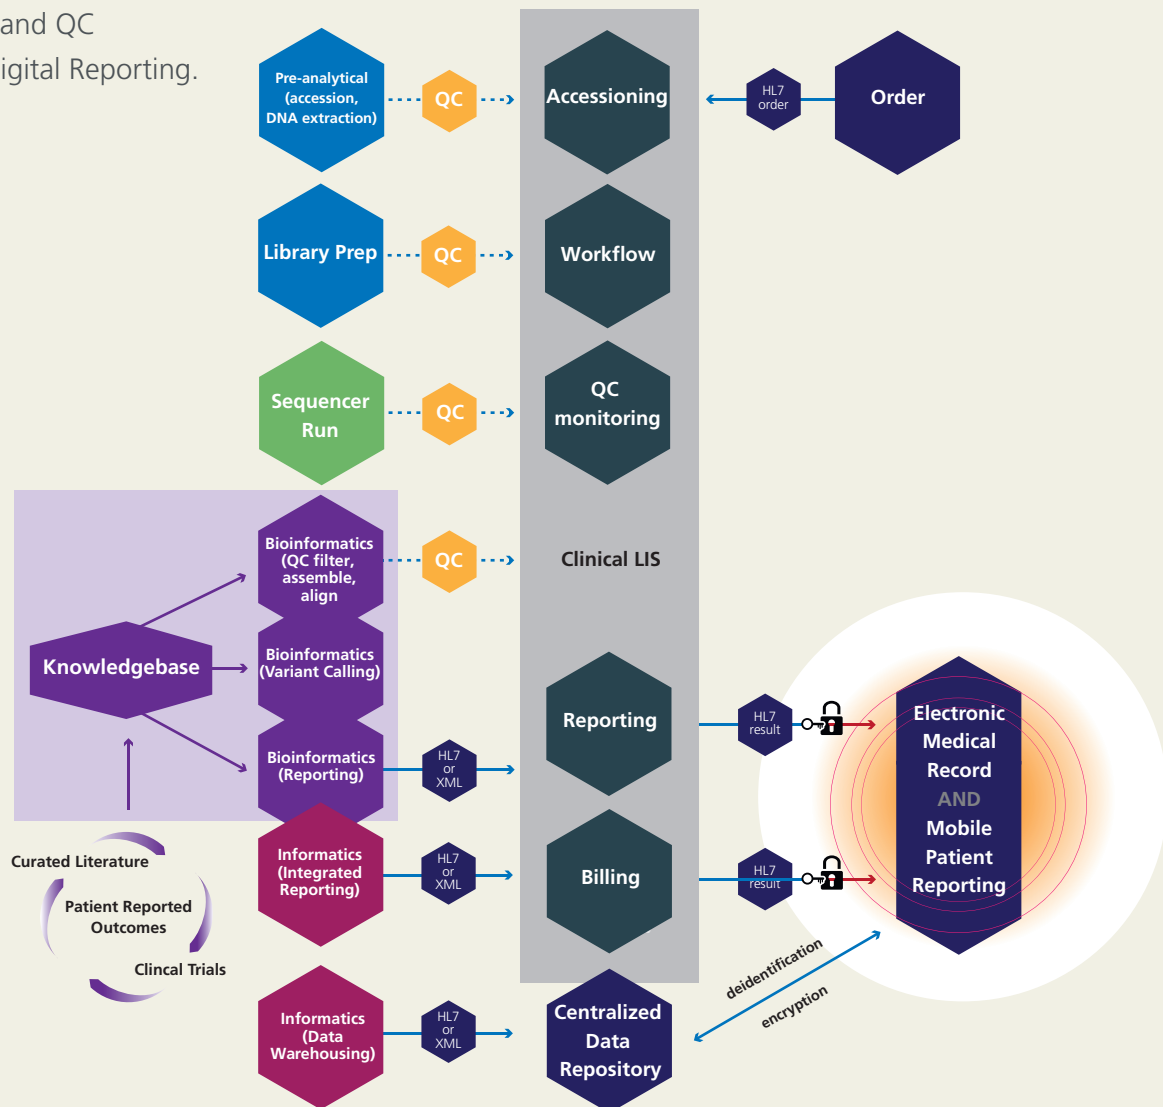 and QC
igital Reporting.
Pre-analytical
(accession,
DNA extraction)
QC
Accessioning
HL7
order
Order
Library Prep
QC
Workflow
Sequencer
Run
QC
QC
monitoring
Bioinformatics
(QC filter,
assemble,
align
QC
Clinical LIS
Knowledgebase
Bioinformatics
(Variant Calling)
Bioinformatics
(Reporting)
HL7
or
XML
Reporting
HL7
result
Electronic
Medical
Record
AND
Mobile
Patient
Reporting
Curated Literature
Patient Reported
Outcomes
Clincal Trials
Informatics
(Integrated
Reporting)
HL7
or
XML
Billing
HL7
result
deidentification
encryption
Informatics
(Data
Warehousing)
HL7
or
XML
Centralized
Data
Repository